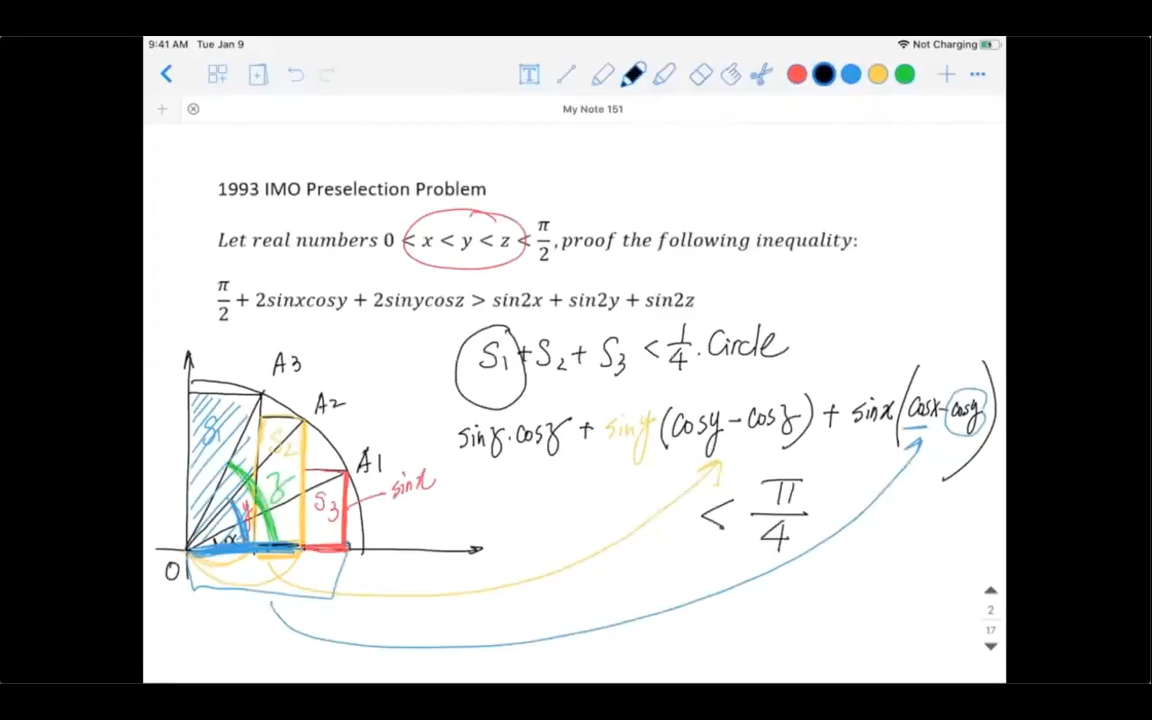 9:41 AM Tue Jan 9
Not Charging
T
My Note 151
1993 IMO Preselection Problem
Let real numbers 0 < x < y < z < π/2, proof the following inequality:
π/2 + 2sinxcosy + 2sinycosz > sin2x + sin2y + sin2z
S₁ + S₂ + S₃ < 1/4 . Circle
sinz.cosz + siny (cosy - cosz) + sinx (cosx - cosy)
< π/4
A3
A2
A1
S₁
S₂
S₃
z
y
x
sinx
O
2
17